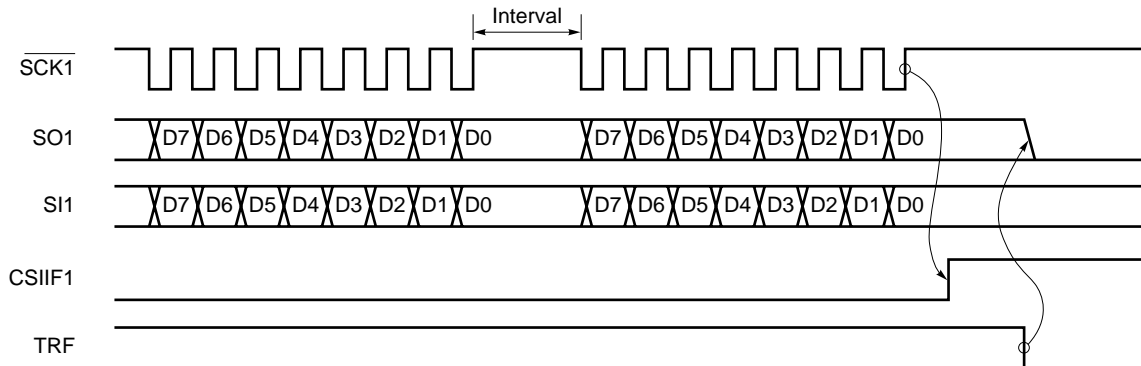 Interval
SCK1
SO1 D7 D6 D5 D4 D3 D2 D1 D0 D7 D6 D5 D4 D3 D2 D1 D0
SI1 D7 D6 D5 D4 D3 D2 D1 D0 D7 D6 D5 D4 D3 D2 D1 D0
CSIIF1
TRF